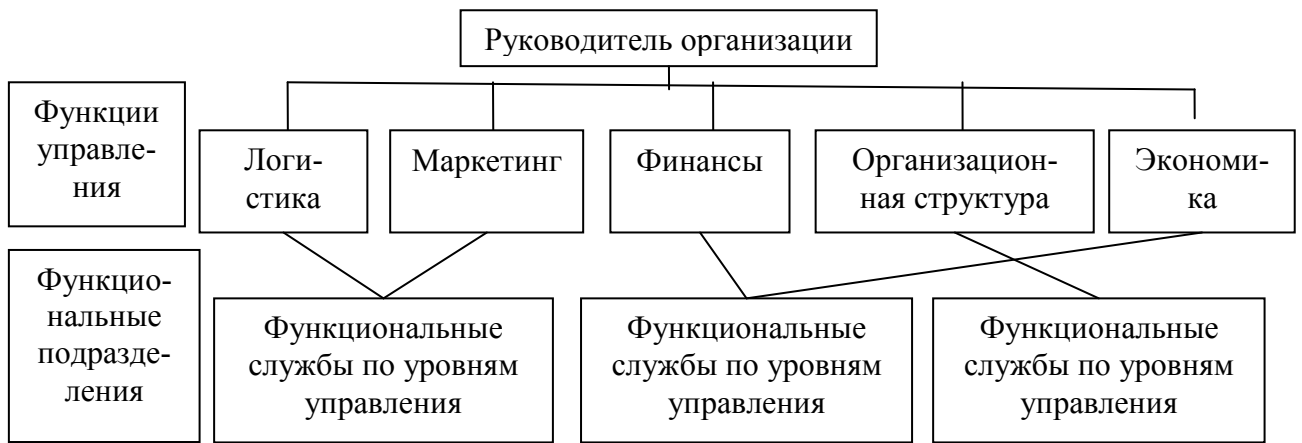 Руководитель организации
Функции
управле-
ния
Логи-
стика
Маркетинг
Финансы
Организацион-
ная структура
Экономи-
ка
Функцио-
нальные
подразде-
ления
Функциональные
службы по уровням
управления
Функциональные
службы по уровням
управления
Функциональные
службы по уровням
управления